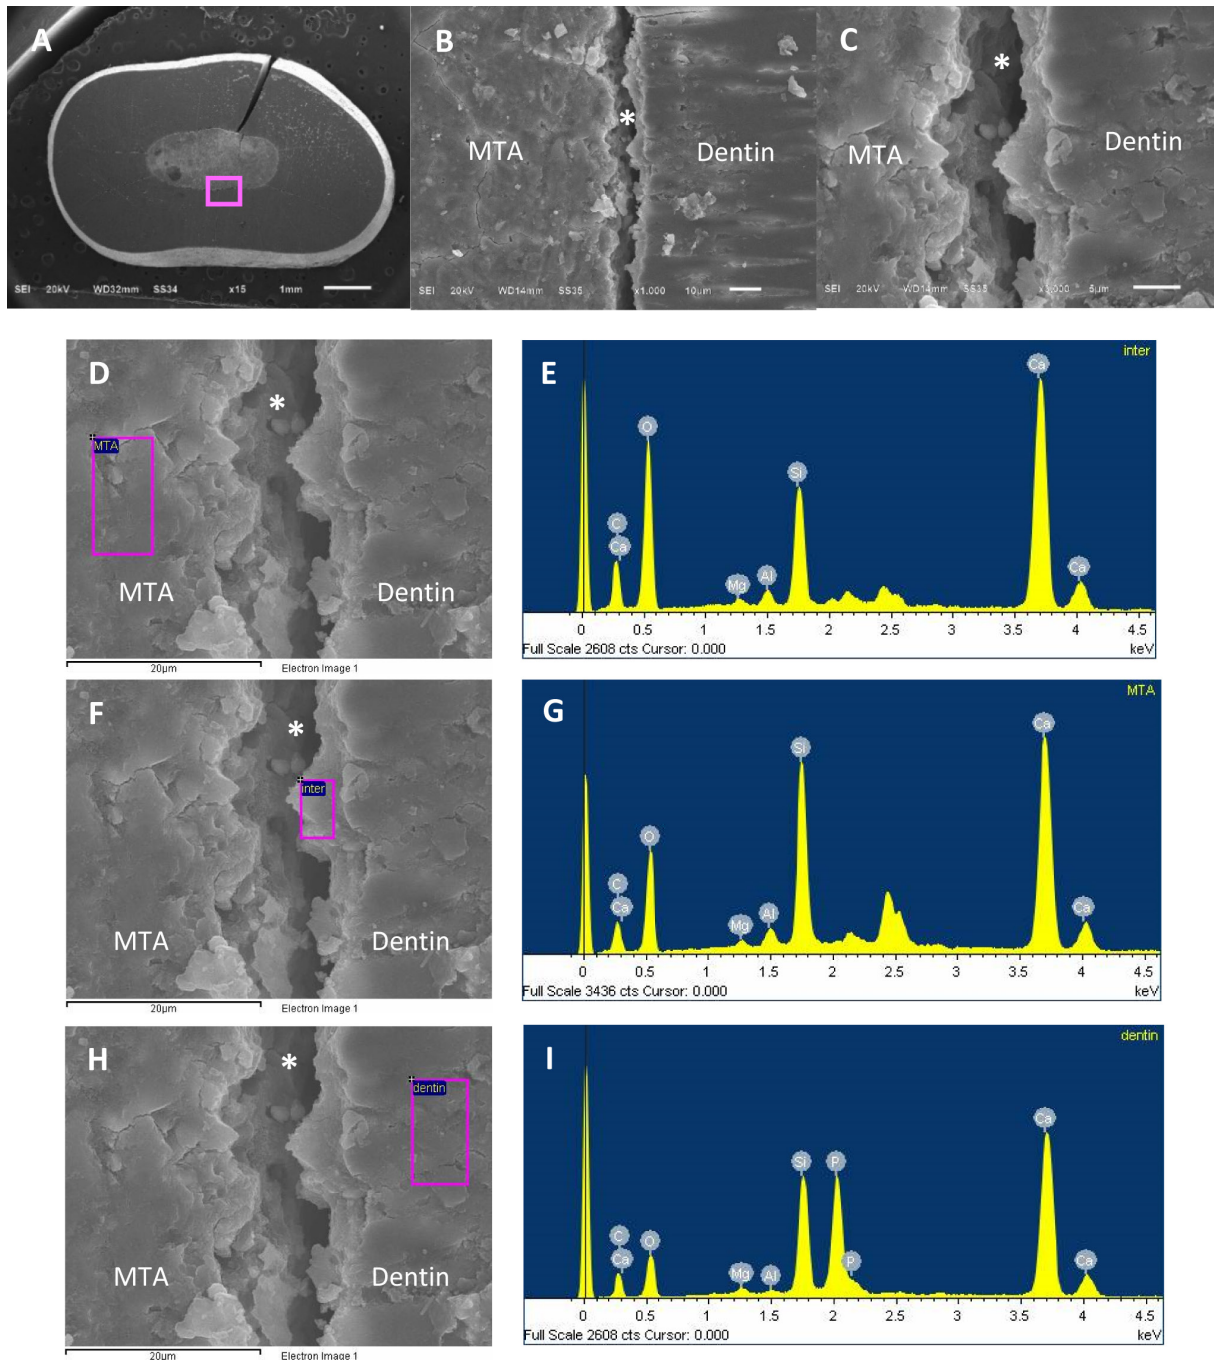 A
SEI 20kV WD32mm SS34 x15 1mm
B
*
MTA
Dentin
SEI 20kV WD14mm SS35 x1,000 10µm
C
*
MTA
Dentin
SEI 20kV WD14mm SS35 x3,000 5µm
D
*
MTA
MTA
Dentin
20µm Electron Image 1
E
inter
Ca
O
Si
C
Ca
Mg
Al
Ca
0 0.5 1 1.5 2 2.5 3 3.5 4 4.5
Full Scale 2608 cts Cursor: 0.000 keV
F
*
inter
MTA
Dentin
20µm Electron Image 1
G
MTA
Ca
Si
O
C
Ca
Mg
Al
Ca
0 0.5 1 1.5 2 2.5 3 3.5 4 4.5
Full Scale 3436 cts Cursor: 0.000 keV
H
*
dentin
MTA
Dentin
20µm Electron Image 1
I
dentin
Ca
Si
P
C
O
Ca
P
Mg
Al
Ca
0 0.5 1 1.5 2 2.5 3 3.5 4 4.5
Full Scale 2608 cts Cursor: 0.000 keV